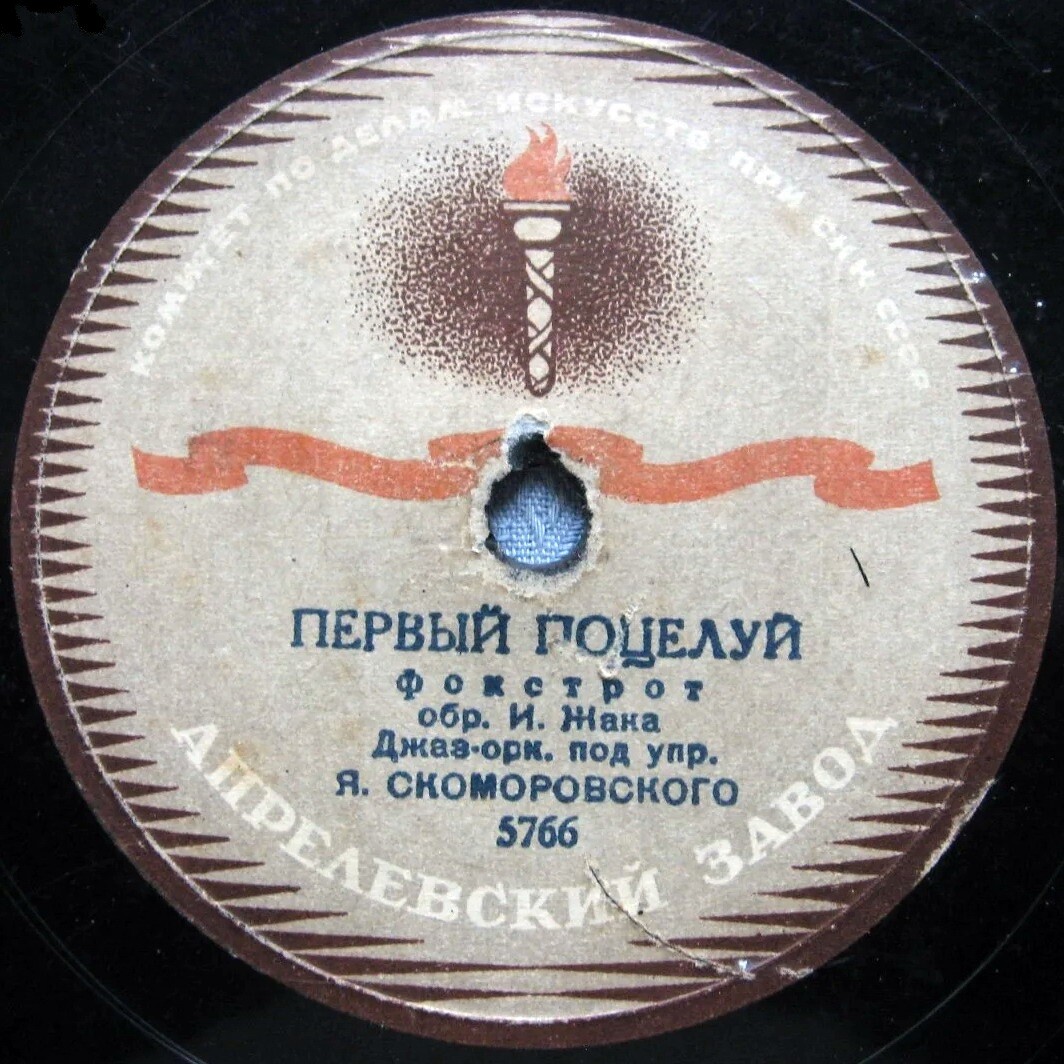 КОМИТЕТ ПО ДЕЛАМ ИСКУССТВ ПРИ СНК СССР
ПЕРВЫЙ ПОЦЕЛУЙ
Фокстрот
обр. И. Жака
Джаз-орк. под упр.
Я. СКОМОРОВСКОГО
5766
АПРЕЛЕВСКИЙ ЗАВОД